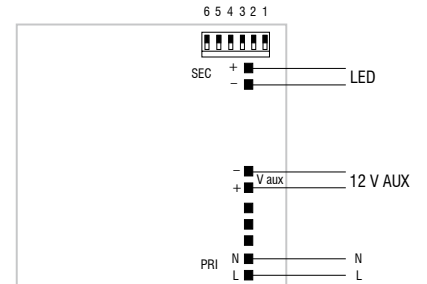 6 5 4 3 2 1
SEC + LED
−
− V aux 12 V AUX
+
PRI N N
L L